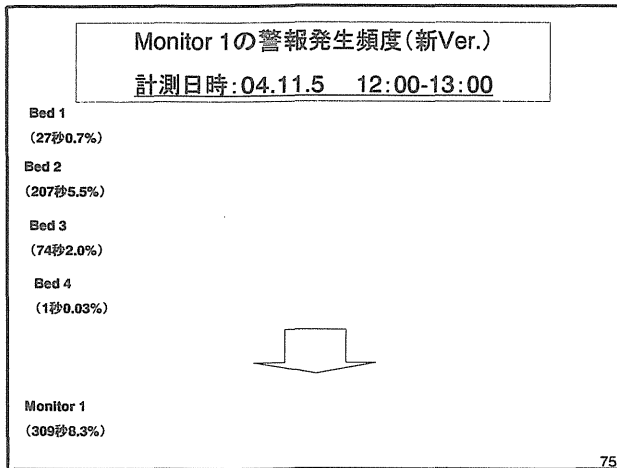 Monitor 1の警報発生頻度(新Ver.)
計測日時:04.11.5 12:00-13:00
Bed 1
(27秒0.7%)
Bed 2
(207秒5.5%)
Bed 3
(74秒2.0%)
Bed 4
(1秒0.03%)
Monitor 1
(309秒8.3%)
75